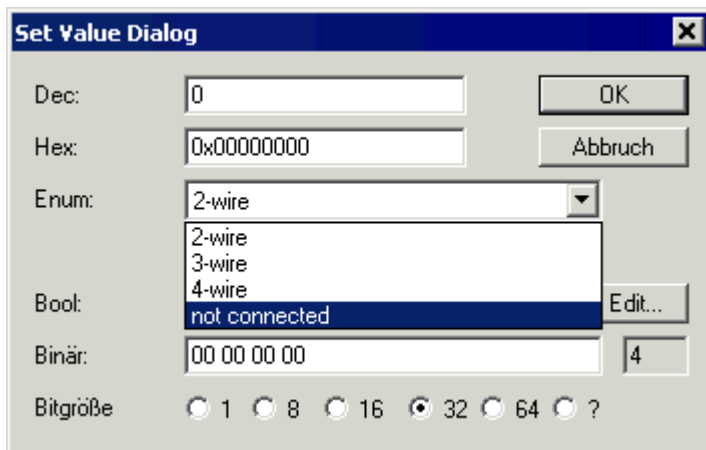 Set Value Dialog
Dec: 0 OK
Hex: 0x00000000 Abbruch
Enum: 2-wire
2-wire
3-wire
4-wire
Bool: not connected Edit...
Binär: 00 00 00 00 4
Bitgröße 1 8 16 32 64 ?